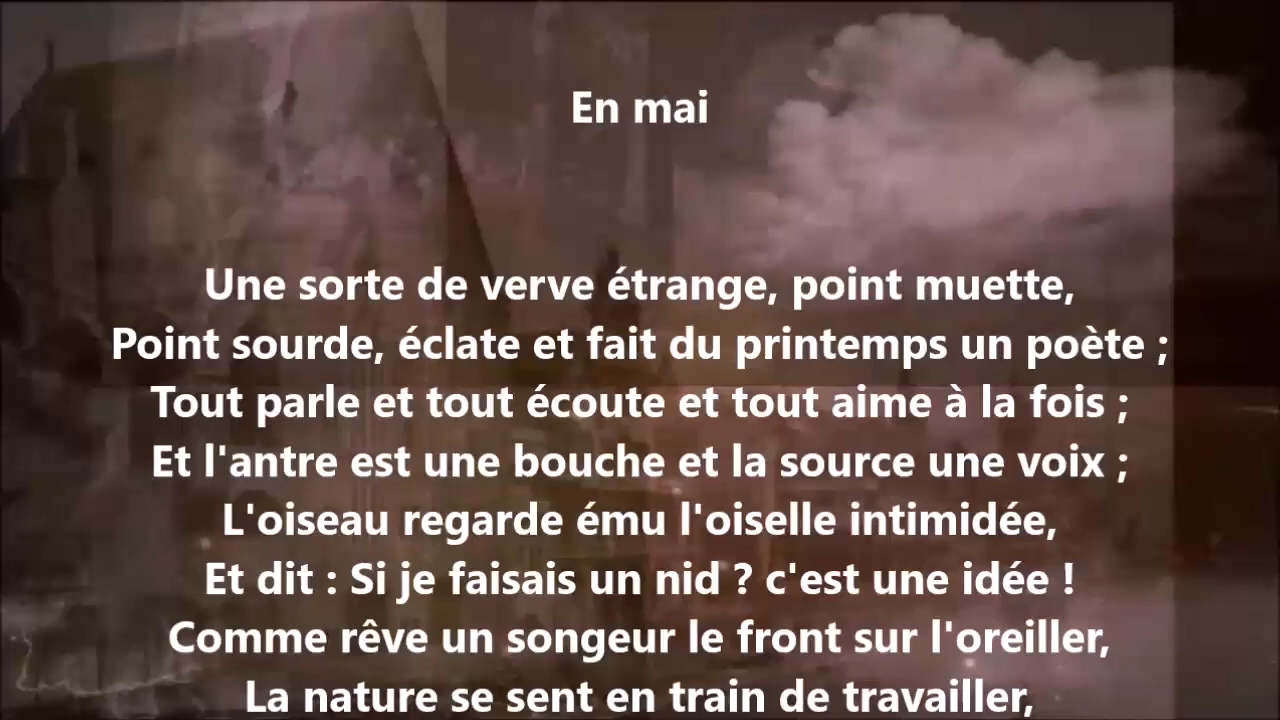 En mai
Une sorte de verve étrange, point muette,
Point sourde, éclate et fait du printemps un poète ;
Tout parle et tout écoute et tout aime à la fois ;
Et l'antre est une bouche et la source une voix ;
L'oiseau regarde ému l'oiselle intimidée,
Et dit : Si je faisais un nid ? c'est une idée !
Comme rêve un songeur le front sur l'oreiller,
La nature se sent en train de travailler,